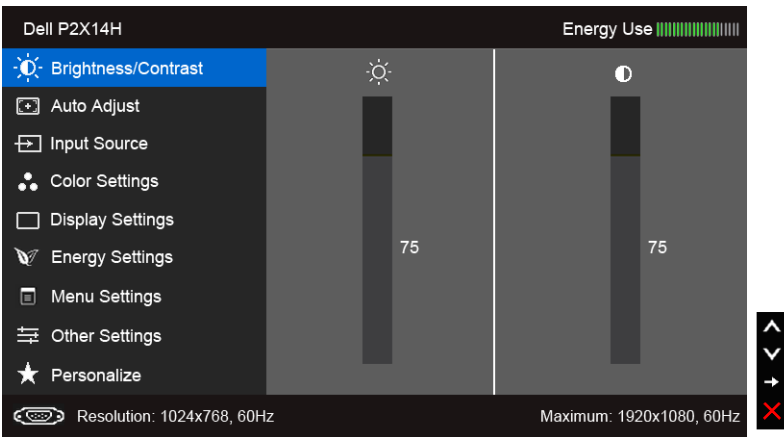 Dell P2X14H
Energy Use
Brightness/Contrast
Auto Adjust
Input Source
Color Settings
Display Settings
Energy Settings
Menu Settings
Other Settings
Personalize
75
75
Resolution: 1024x768, 60Hz
Maximum: 1920x1080, 60Hz